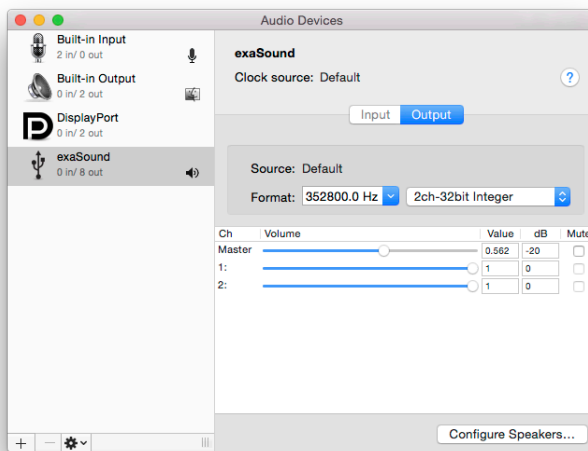 Audio Devices
Built-in Input
2 in/ 0 out
Built-in Output
0 in/ 2 out
DisplayPort
0 in/ 2 out
exaSound
0 in/ 8 out
exaSound
Clock source: Default
?
Input Output
Source: Default
Format: 352800.0 Hz 2ch-32bit Integer
Ch Volume Value dB Mute
Master 0.562 -20
1: 1 0
2: 1 0
Configure Speakers...